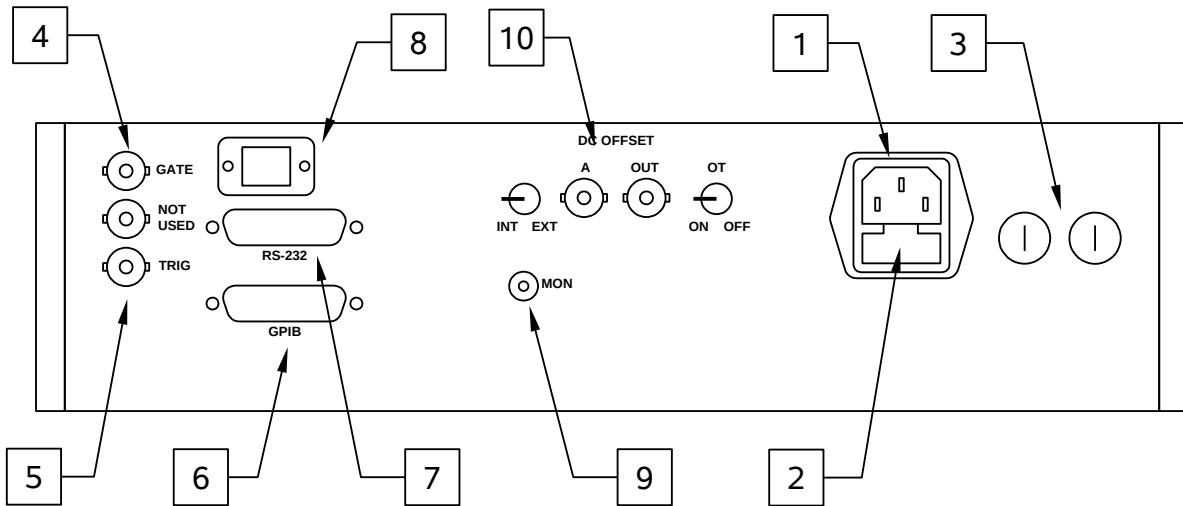 4
8
10
1
3
DC OFFSET
GATE
A
OUT
OT
NOT
USED
INT EXT
ON OFF
TRIG
RS-232
MON
GPIB
5
6
7
9
2